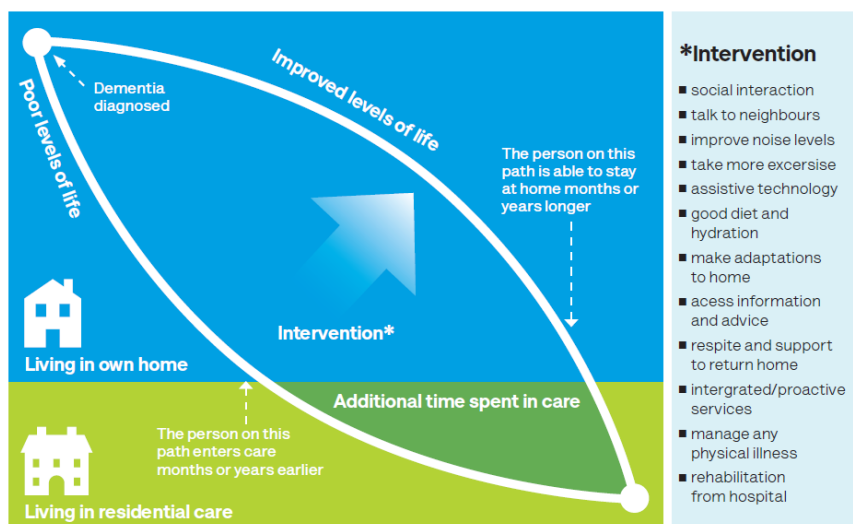 Dementia
diagnosed
Poor levels of life
Improved levels of life
The person on this
path is able to stay
at home months or
years longer
Intervention*
Living in own home
Additional time spent in care
The person on this
path enters care
months or years earlier
Living in residential care
*Intervention
■ social interaction
■ talk to neighbours
■ improve noise levels
■ take more excersise
■ assistive technology
■ good diet and
hydration
■ make adaptations
to home
■ acess information
and advice
■ respite and support
to return home
■ intergrated/proactive
services
■ manage any
physical illness
■ rehabilitation
from hospital